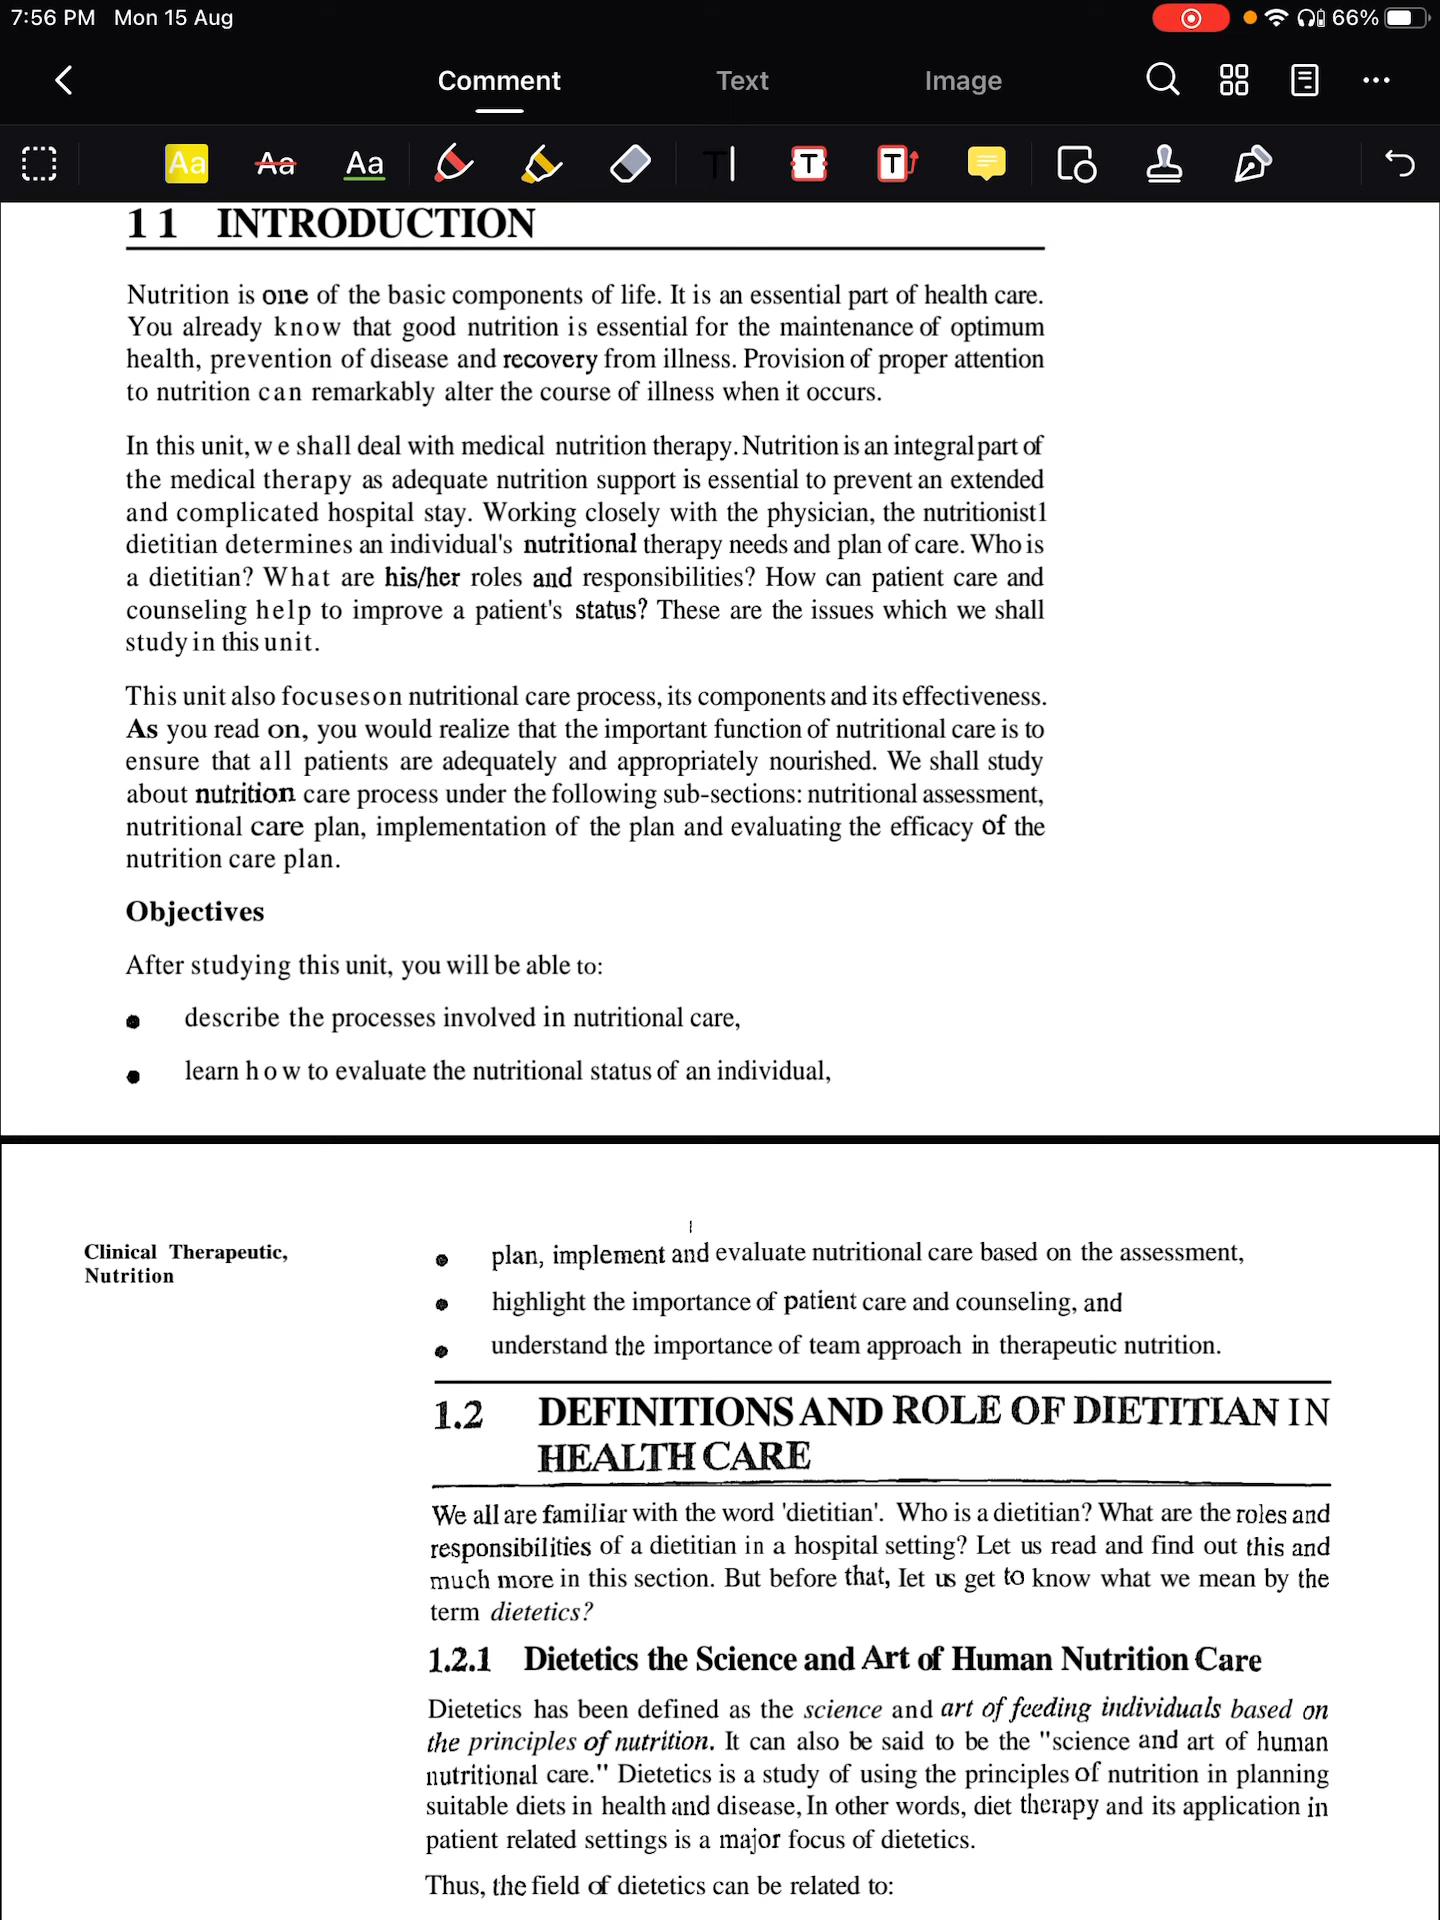 7:56 PM Mon 15 Aug
66%
Comment Text Image
Aa Aa Aa T T T
1 1 INTRODUCTION
Nutrition is one of the basic components of life. It is an essential part of health care.
You already know that good nutrition is essential for the maintenance of optimum
health, prevention of disease and recovery from illness. Provision of proper attention
to nutrition can remarkably alter the course of illness when it occurs.
In this unit, we shall deal with medical nutrition therapy. Nutrition is an integral part of
the medical therapy as adequate nutrition support is essential to prevent an extended
and complicated hospital stay. Working closely with the physician, the nutritionist1
dietitian determines an individual's nutritional therapy needs and plan of care. Who is
a dietitian? What are his/her roles and responsibilities? How can patient care and
counseling help to improve a patient's status? These are the issues which we shall
study in this unit.
This unit also focuses on nutritional care process, its components and its effectiveness.
As you read on, you would realize that the important function of nutritional care is to
ensure that all patients are adequately and appropriately nourished. We shall study
about nutrition care process under the following sub-sections: nutritional assessment,
nutritional care plan, implementation of the plan and evaluating the efficacy of the
nutrition care plan.
Objectives
After studying this unit, you will be able to:
• describe the processes involved in nutritional care,
• learn how to evaluate the nutritional status of an individual,
Clinical Therapeutic,
Nutrition
• plan, implement and evaluate nutritional care based on the assessment,
• highlight the importance of patient care and counseling, and
• understand the importance of team approach in therapeutic nutrition.
1.2 DEFINITIONS AND ROLE OF DIETITIAN IN
HEALTH CARE
We all are familiar with the word 'dietitian'. Who is a dietitian? What are the roles and
responsibilities of a dietitian in a hospital setting? Let us read and find out this and
much more in this section. But before that, let us get to know what we mean by the
term dietetics?
1.2.1 Dietetics the Science and Art of Human Nutrition Care
Dietetics has been defined as the science and art of feeding individuals based on
the principles of nutrition. It can also be said to be the "science and art of human
nutritional care." Dietetics is a study of using the principles of nutrition in planning
suitable diets in health and disease, In other words, diet therapy and its application in
patient related settings is a major focus of dietetics.
Thus, the field of dietetics can be related to: